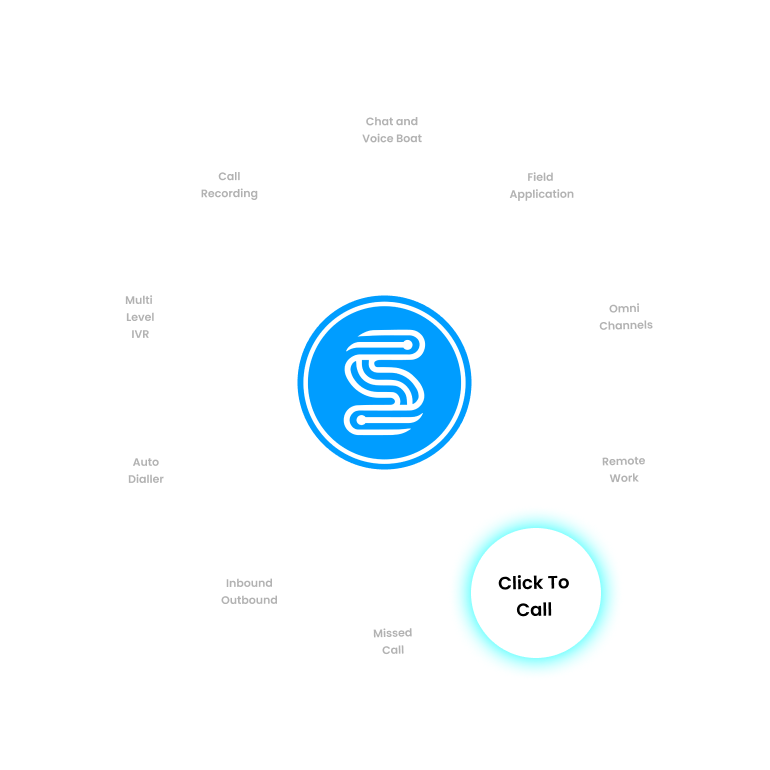 Chat and
Voice Boat
Call
Recording
Field
Application
Multi
Level
IVR
Omni
Channels
Auto
Dialler
Remote
Work
Inbound
Outbound
Click To
Call
Missed
Call